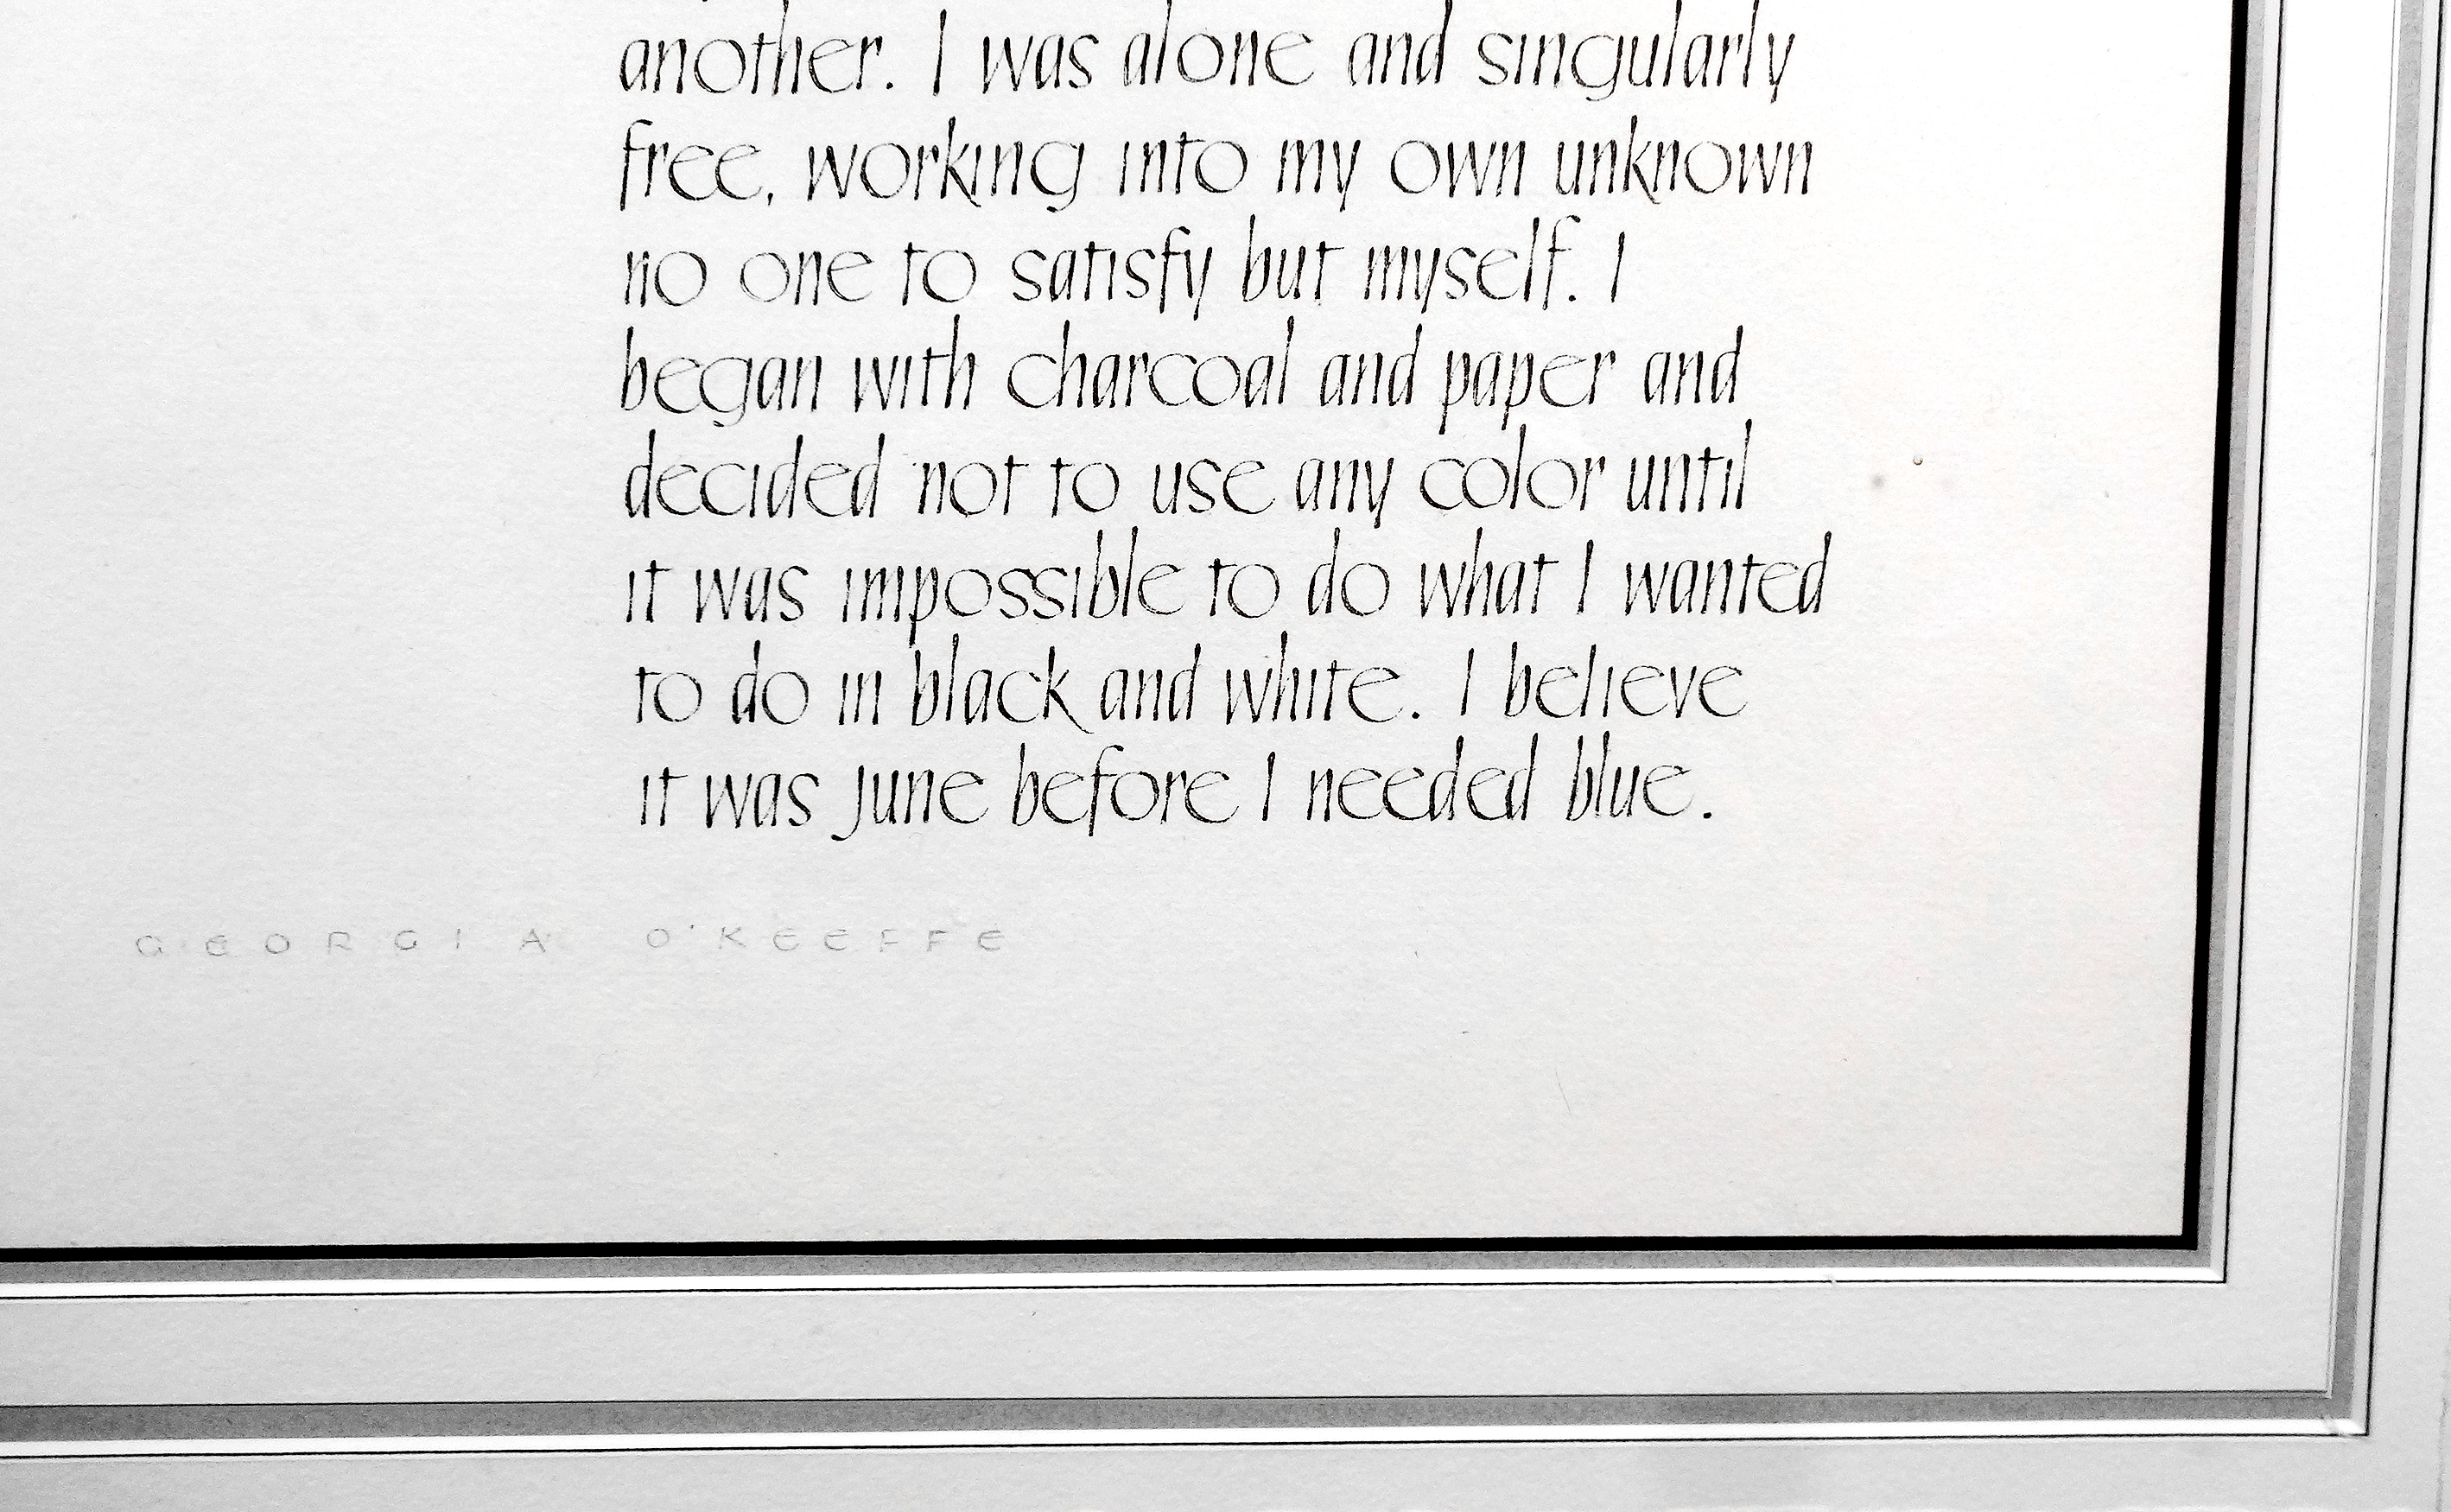 another. I was alone and singularly
free, working into my own unknown
no one to satisfy but myself. I
began with charcoal and paper and
decided not to use any color until
it was impossible to do what I wanted
to do in black and white. I believe
it was June before I needed blue.
GEORGIA O'KEEFFE